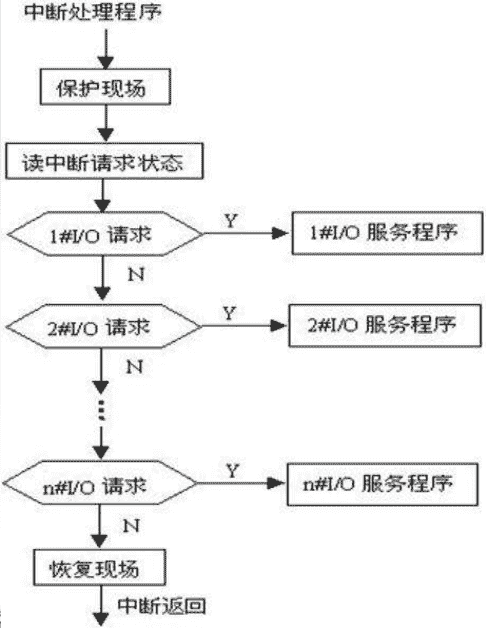 中断处理程序
保护现场
读中断请求状态
1#I/O 请求
Y
1#I/O 服务程序
N
2#I/O 请求
Y
2#I/O 服务程序
N
⋮
n#I/O 请求
Y
n#I/O 服务程序
N
恢复现场
中断返回